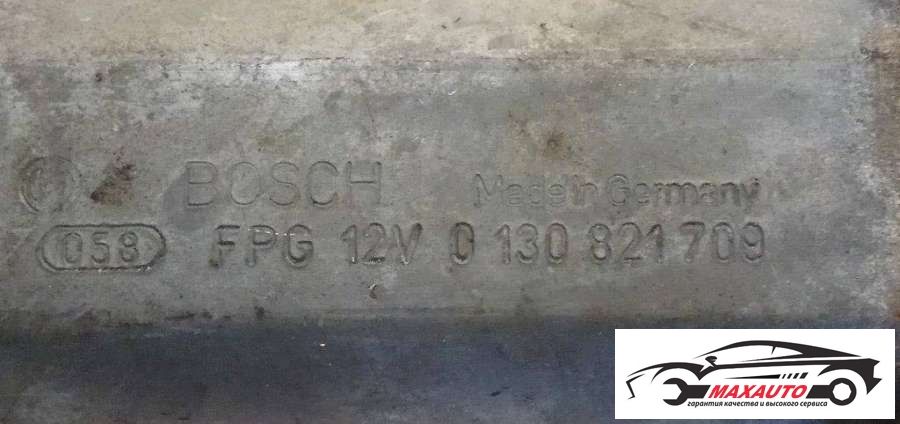 BOSCH Made in Germany
058 FPG 12V 0 130 821 709
MAXAUTO
гарантия качества и высокого сервиса